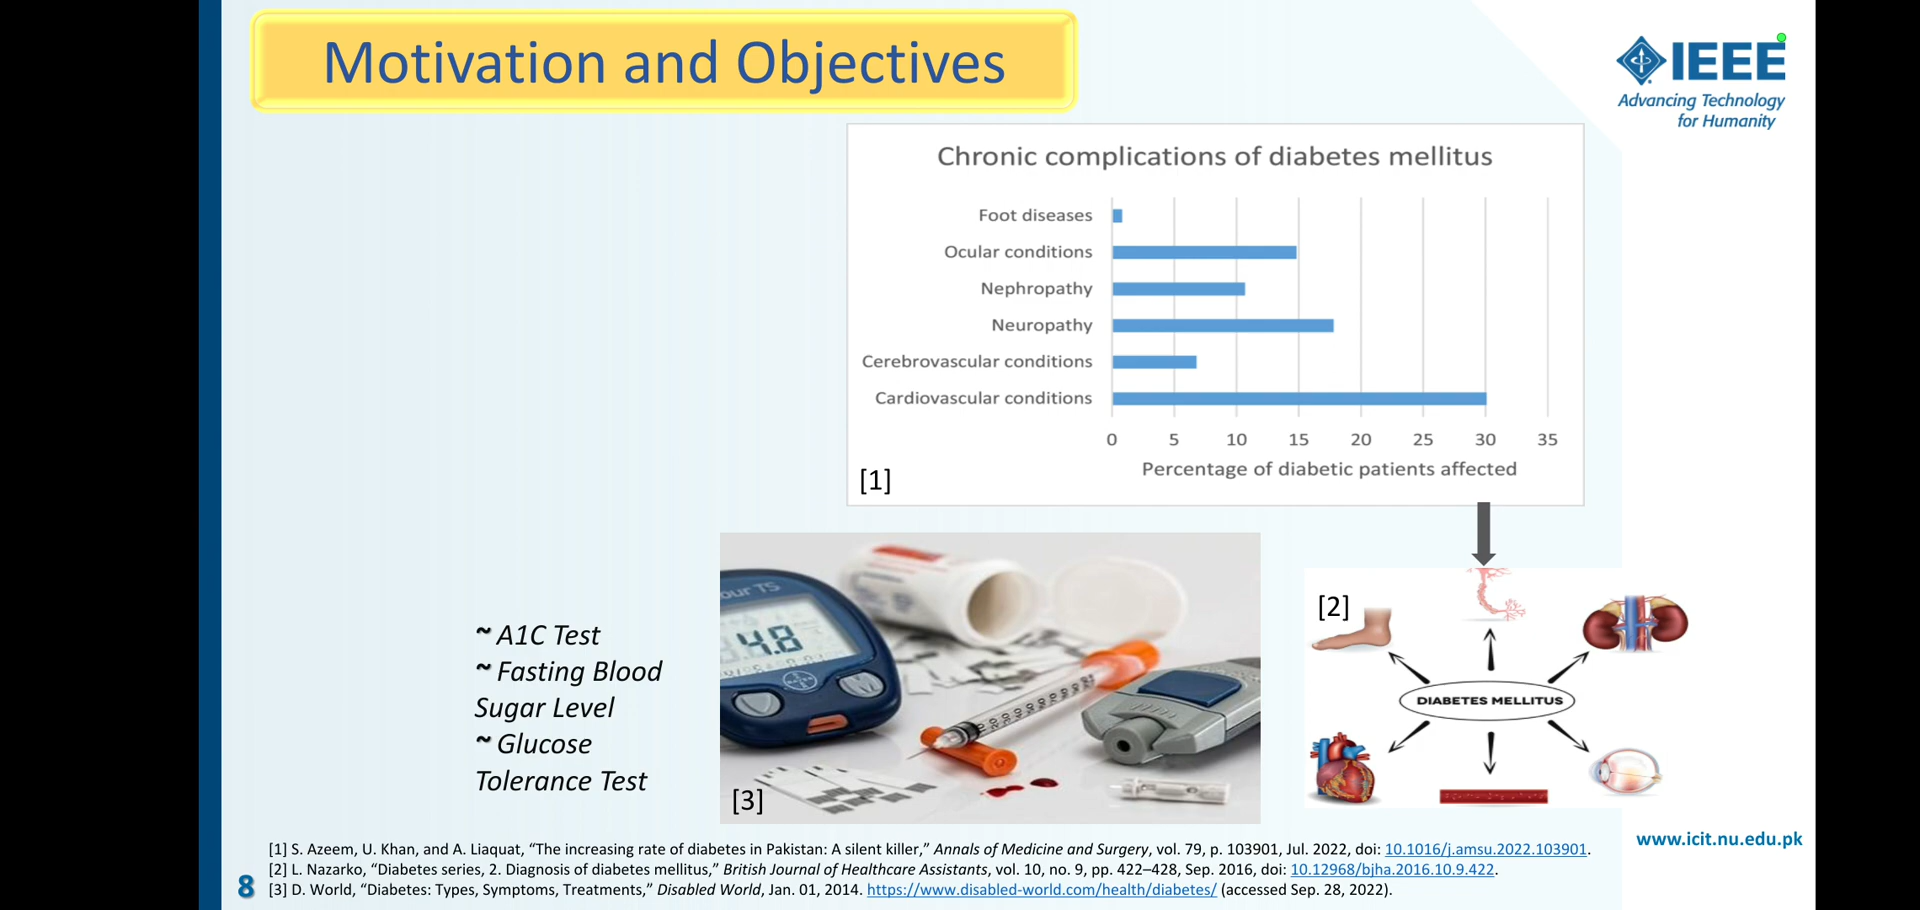 Motivation and Objectives
IEEE
Advancing Technology
for Humanity
Chronic complications of diabetes mellitus
Foot diseases
Ocular conditions
Nephropathy
Neuropathy
Cerebrovascular conditions
Cardiovascular conditions
0 5 10 15 20 25 30 35
Percentage of diabetic patients affected
[1]
~ A1C Test
~ Fasting Blood
Sugar Level
~ Glucose
Tolerance Test
4.8
BAYER
M
[3]
[2]
DIABETES MELLITUS
www.icit.nu.edu.pk
[1] S. Azeem, U. Khan, and A. Liaquat, “The increasing rate of diabetes in Pakistan: A silent killer,” Annals of Medicine and Surgery, vol. 79, p. 103901, Jul. 2022, doi: 10.1016/j.amsu.2022.103901.
[2] L. Nazarko, “Diabetes series, 2. Diagnosis of diabetes mellitus,” British Journal of Healthcare Assistants, vol. 10, no. 9, pp. 422–428, Sep. 2016, doi: 10.12968/bjha.2016.10.9.422.
[3] D. World, “Diabetes: Types, Symptoms, Treatments,” Disabled World, Jan. 01, 2014. https://www.disabled-world.com/health/diabetes/ (accessed Sep. 28, 2022).
8